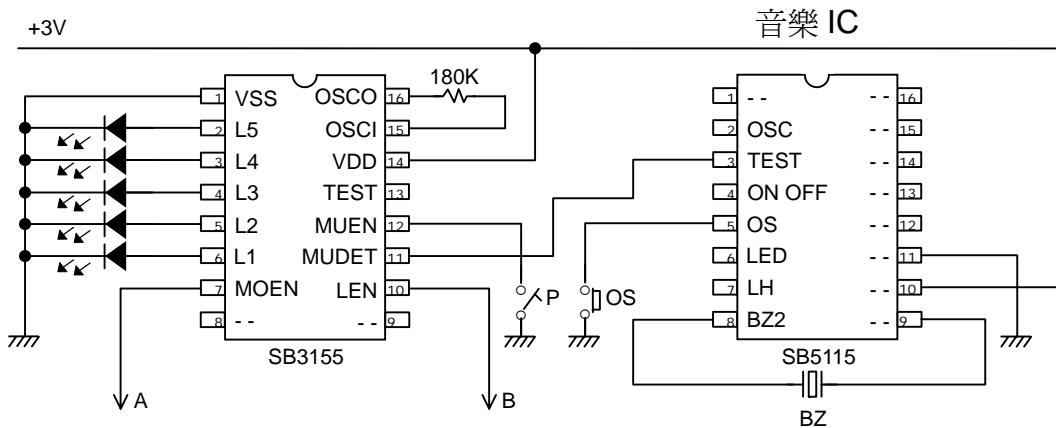 +3V
音樂 IC
180K
1 VSS OSCO 16
2 L5 OSCI 15
3 L4 VDD 14
4 L3 TEST 13
5 L2 MUEN 12
6 L1 MUDET 11
7 MOEN LEN 10
8 -- -- 9
SB3155
A
B
P
OS
1 -- -- 16
2 OSC -- 15
3 TEST -- 14
4 ON OFF -- 13
5 OS -- 12
6 LED -- 11
7 LH -- 10
8 BZ2 -- 9
SB5115
BZ